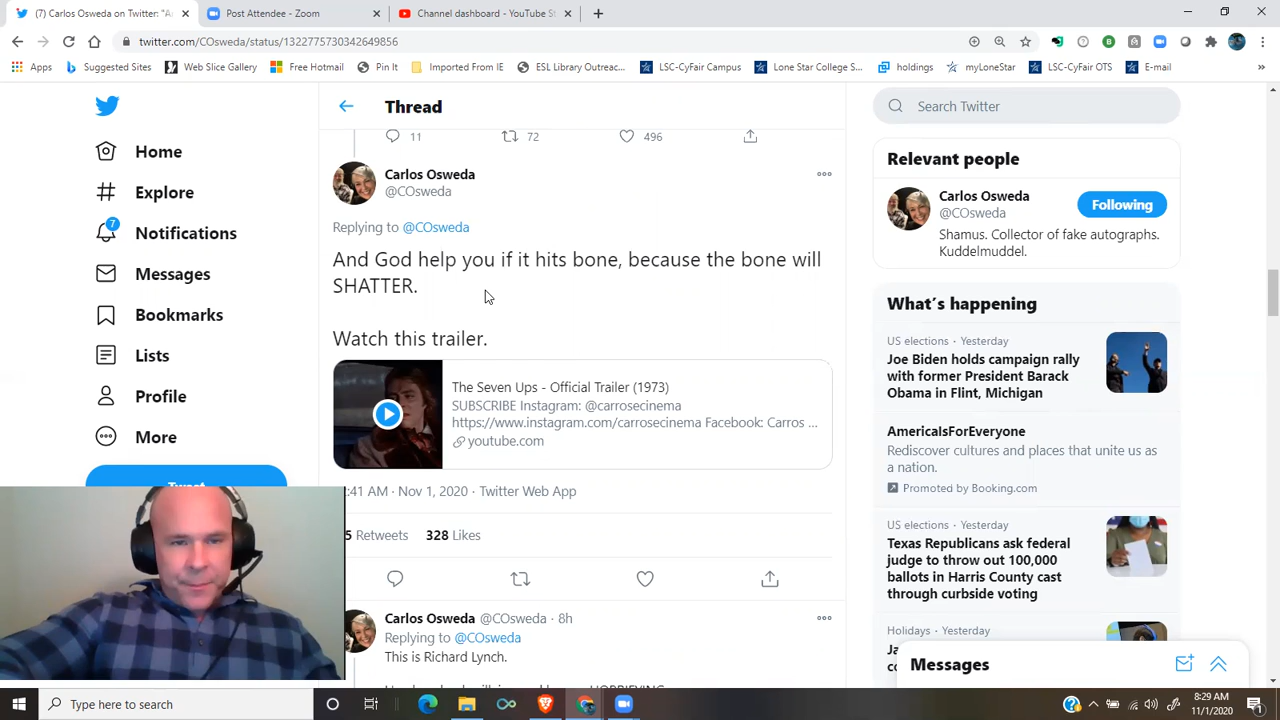 (7) Carlos Osweda on Twitter: "A
Post Attendee - Zoom
Channel dashboard - YouTube St
twitter.com/COsweda/status/1322775730342649856
Apps
Suggested Sites
Web Slice Gallery
Free Hotmail
Pin It
Imported From IE
ESL Library Outreac...
LSC-CyFair Campus
Lone Star College S...
holdings
myLoneStar
LSC-CyFair OTS
E-mail
Home
Explore
7
Notifications
Messages
Bookmarks
Lists
Profile
More
Tweet
Thread
11 72 496
Carlos Osweda
@COsweda
Replying to @COsweda
And God help you if it hits bone, because the bone will
SHATTER.
Watch this trailer.
The Seven Ups - Official Trailer (1973)
SUBSCRIBE Instagram: @carrosecinema
https://www.instagram.com/carrosecinema Facebook: Carros ...
youtube.com
:41 AM · Nov 1, 2020 · Twitter Web App
5 Retweets 328 Likes
Carlos Osweda @COsweda · 8h
Replying to @COsweda
This is Richard Lynch.
Search Twitter
Relevant people
Carlos Osweda
@COsweda
Following
Shamus. Collector of fake autographs.
Kuddelmuddel.
What's happening
US elections · Yesterday
Joe Biden holds campaign rally
with former President Barack
Obama in Flint, Michigan
AmericaIsForEveryone
Rediscover cultures and places that unite us as
a nation.
Promoted by Booking.com
US elections · Yesterday
Texas Republicans ask federal
judge to throw out 100,000
ballots in Harris County cast
through curbside voting
Holidays · Yesterday
Messages
Type here to search
8:29 AM
11/1/2020